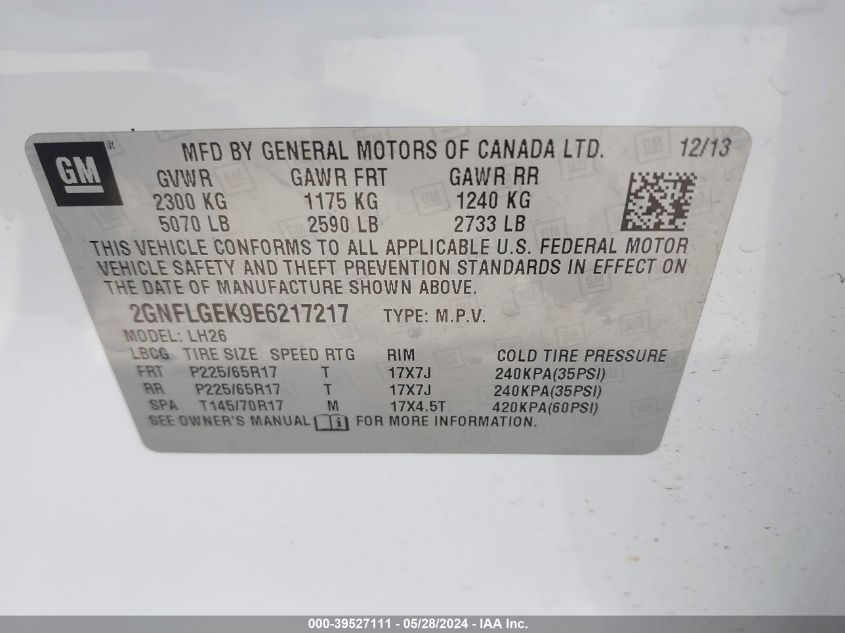 GM ®
MFD BY GENERAL MOTORS OF CANADA LTD. 12/13
GVWR GAWR FRT GAWR RR
2300 KG 1175 KG 1240 KG
5070 LB 2590 LB 2733 LB
THIS VEHICLE CONFORMS TO ALL APPLICABLE U.S. FEDERAL MOTOR
VEHICLE SAFETY AND THEFT PREVENTION STANDARDS IN EFFECT ON
THE DATE OF MANUFACTURE SHOWN ABOVE.
2GNFLGEK9E6217217 TYPE: M.P.V.
MODEL: LH26
LBCG TIRE SIZE SPEED RTG RIM COLD TIRE PRESSURE
FRT P225/65R17 T 17X7J 240KPA(35PSI)
RR P225/65R17 T 17X7J 240KPA(35PSI)
SPA T145/70R17 M 17X4.5T 420KPA(60PSI)
SEE OWNER'S MANUAL FOR MORE INFORMATION.
000-39527111 - 05/28/2024 - IAA Inc.